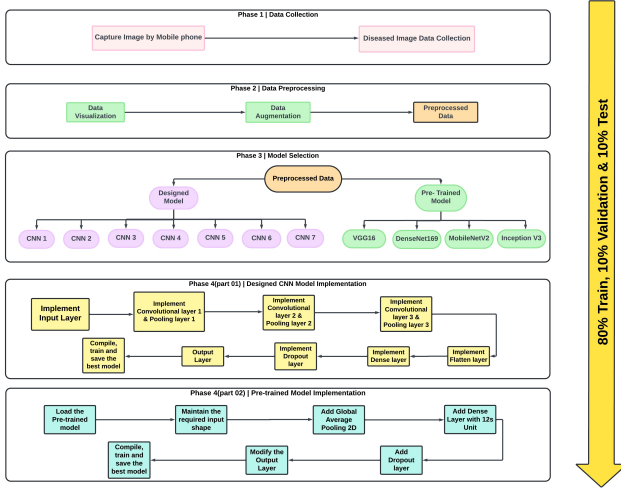 Phase 1 | Data Collection
Capture Image by Mobile phone
Diseased Image Data Collection
Phase 2 | Data Preprocessing
Data
Visualization
Data
Augmentation
Preprocessed
Data
Phase 3 | Model Selection
Preprocessed Data
Designed
Model
Pre- Trained
Model
CNN 1
CNN 2
CNN 3
CNN 4
CNN 5
CNN 6
CNN 7
VGG16
DenseNet169
MobileNetV2
Inception V3
Phase 4(part 01) | Designed CNN Model Implementation
Implement
Input Layer
Implement
Convolutional layer 1
& Pooling layer 1
Implement
Convolutional
layer 2 &
Pooling layer 2
Implement
Convolutional
layer 3 &
Pooling layer 3
Implement
Flatten layer
Implement
Dense layer
Implement
Dropout
layer
Output
Layer
Compile,
train and
save the
best model
Phase 4(part 02) | Pre-trained Model Implementation
Load the
Pre-trained
model
Maintain the
required input
shape
Add Global
Average
Pooling 2D
Add Dense
Layer with 12s
Unit
Add
Dropout
layer
Modify the
Output
Layer
Compile,
train and
save the
best model
80% Train, 10% Validation & 10% Test